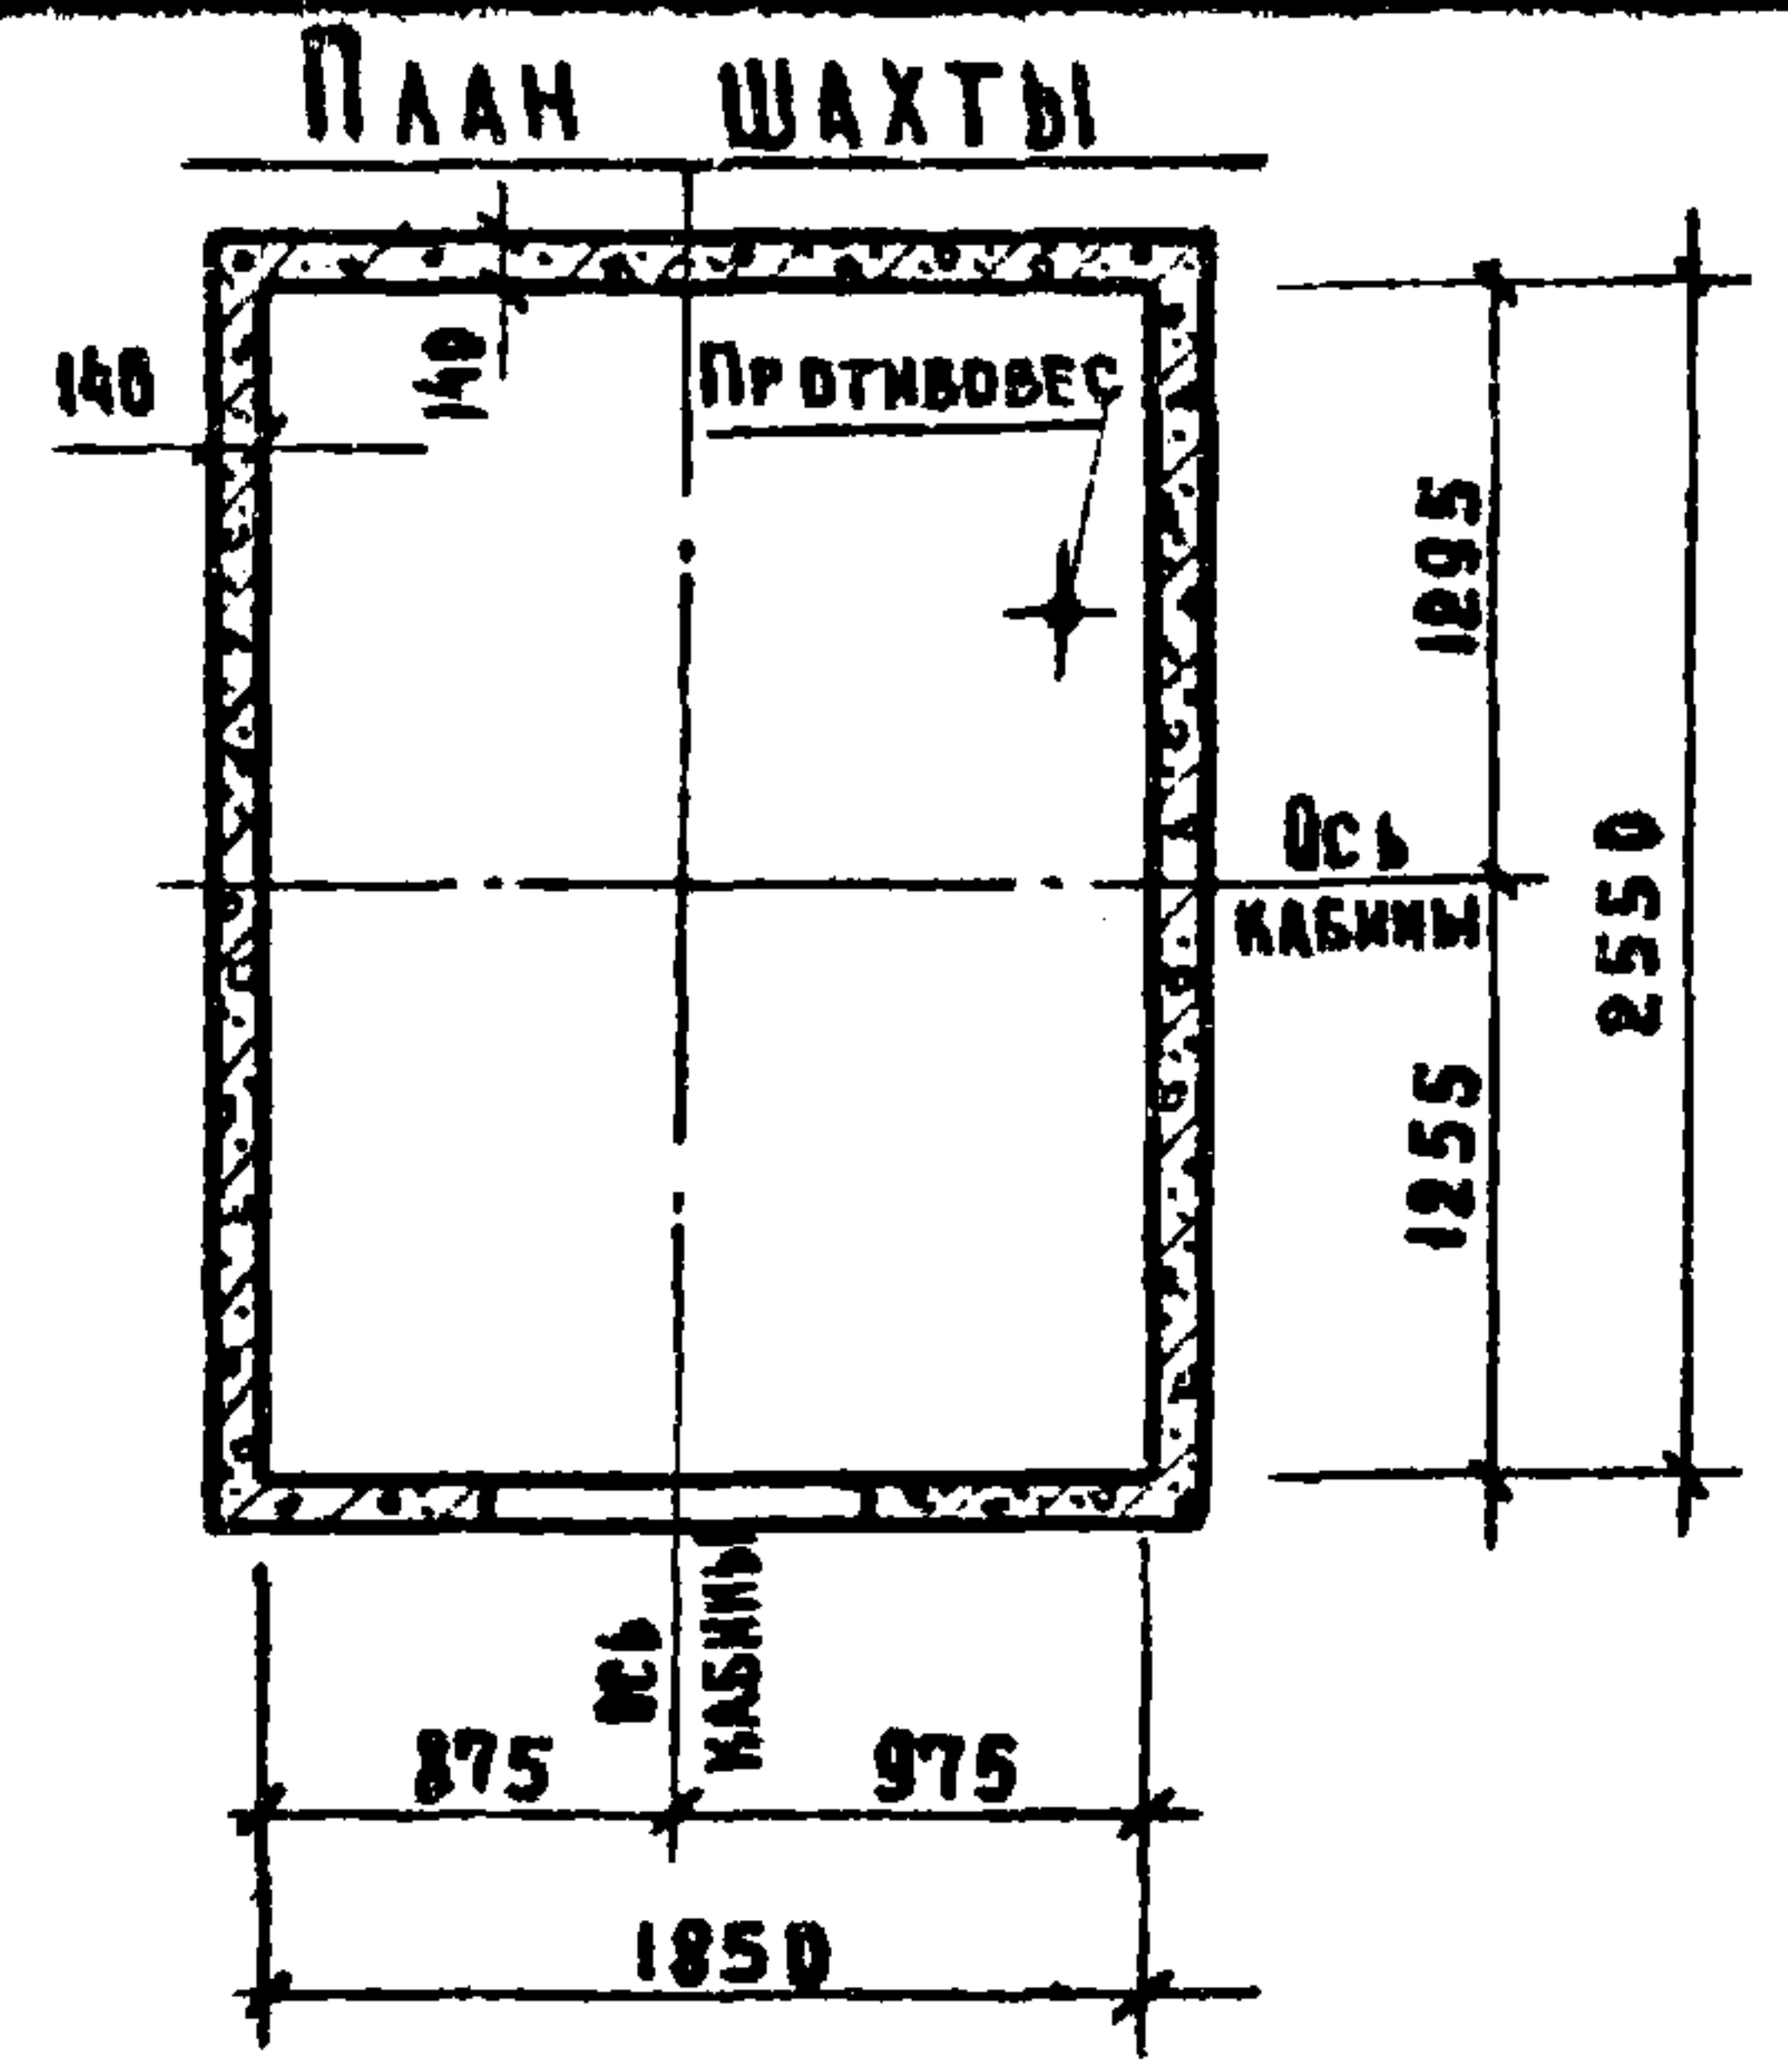 План шахты
140
140
Противовес
1295
Ось
кабины
2550
1255
Ось
кабины
875
975
1850